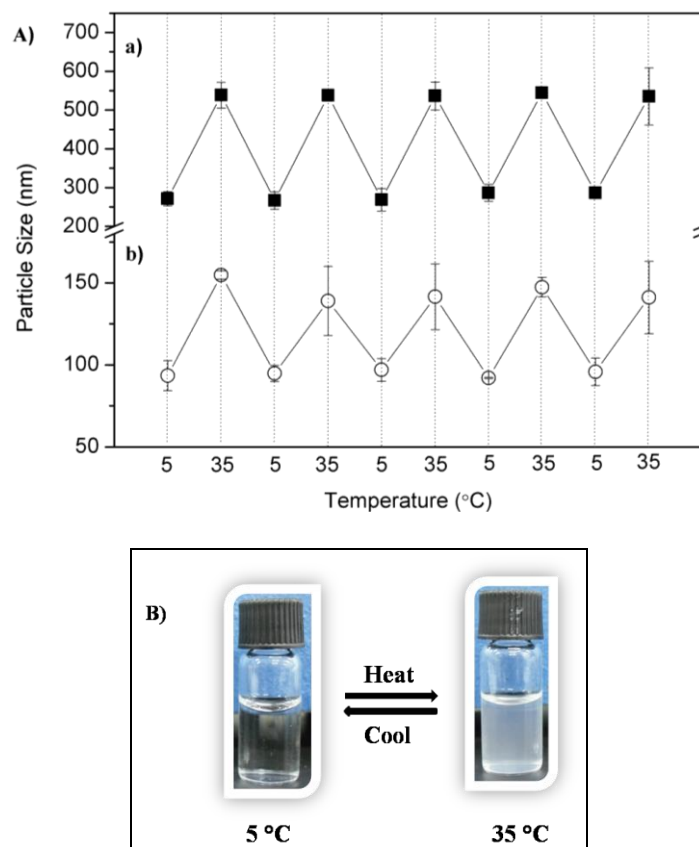 A)
a)
700
600
500
400
300
200
b)
150
100
50
Particle Size (nm)
5 35 5 35 5 35 5 35 5 35
Temperature (°C)
B)
Heat
Cool
5 °C 35 °C